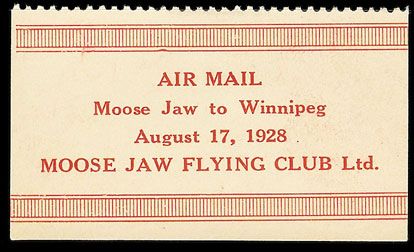 AIR MAIL
Moose Jaw to Winnipeg
August 17, 1928
MOOSE JAW FLYING CLUB Ltd.